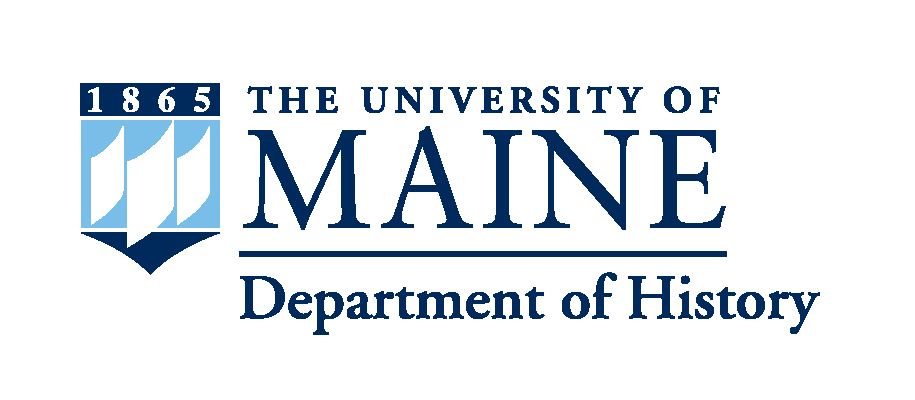 1865
THE UNIVERSITY OF
MAINE
Department of History